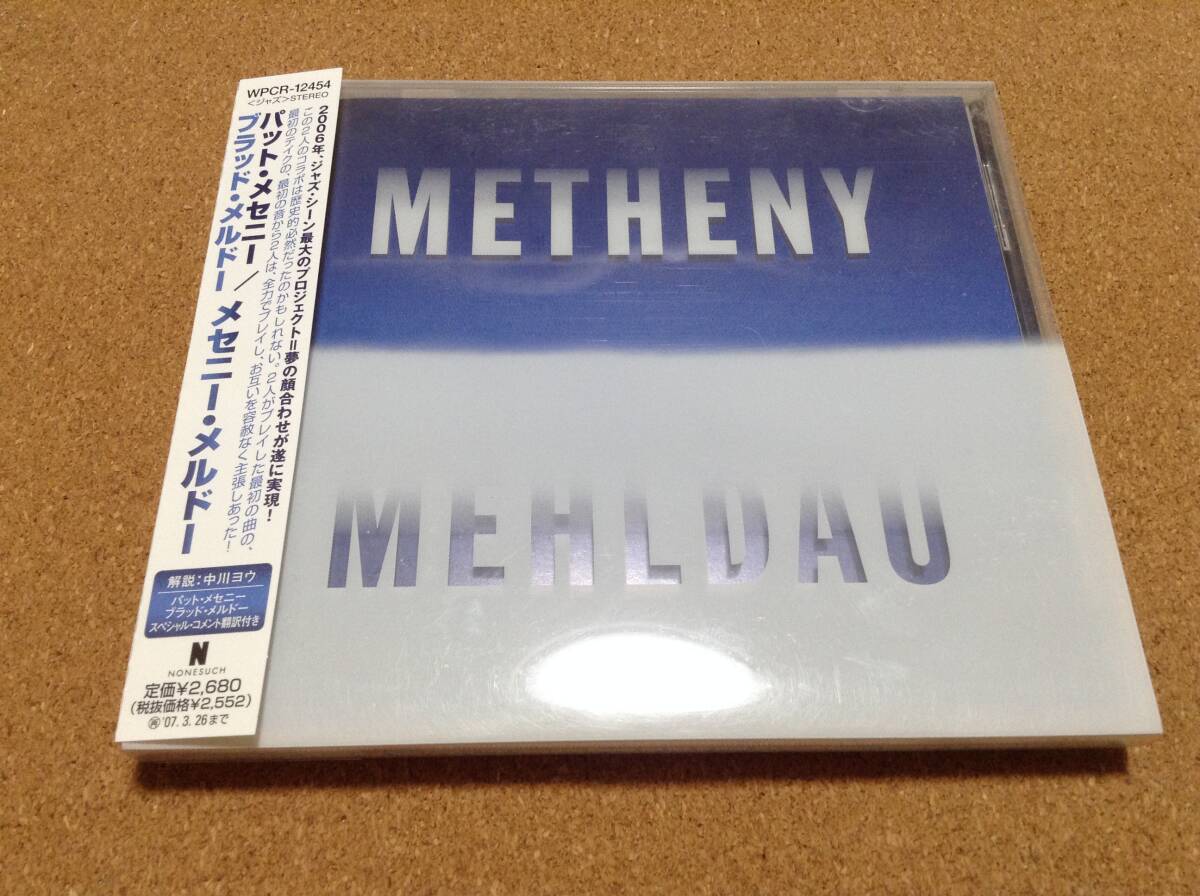 WPCR-12454
<ジャズ>STEREO
パット・メセニー/
ブラッド・メルドー
メセニー・メルドー
2006年、ジャズ・シーン最大のプロジェクト=夢の顔合わせが遂に実現!
この2人のコラボは歴史的必然だったのかもしれない。2人がプレイした最初の曲の、
最初のテイクの、最初の音から2人は、全力でプレイし、お互いを容赦なく主張しあった!
解説:中川ヨウ
パット・メセニー
ブラッド・メルドー
スペシャル・コメント翻訳付き
N
NONESUCH
定価¥2,680
(税抜価格¥2,552)
再'07.3.26まで
METHENY
MEHLDAU